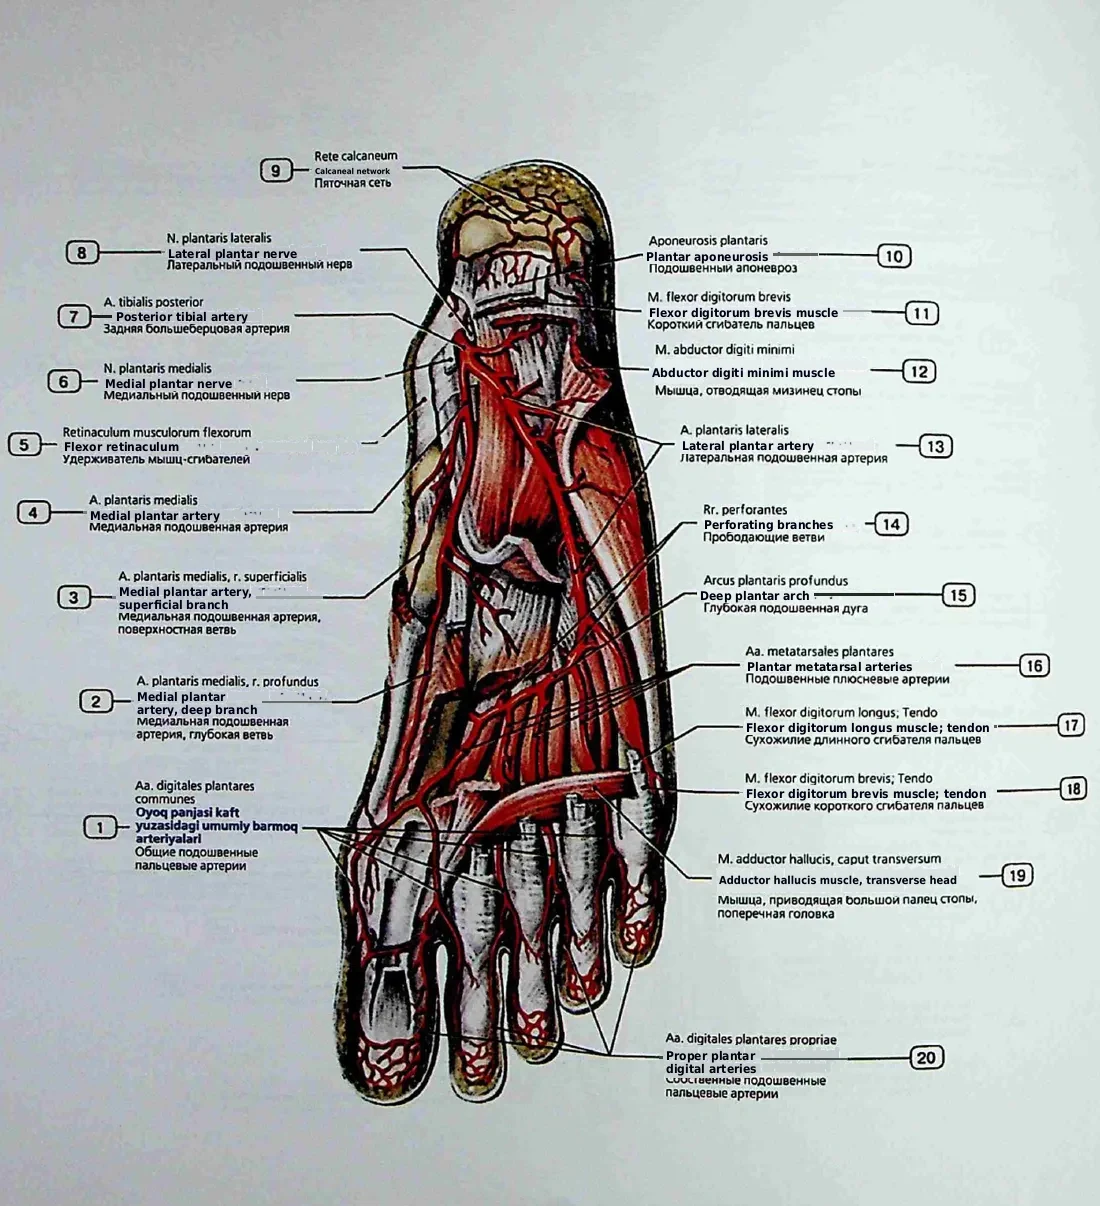 9
Rete calcaneum
Calcaneal network
Пяточная сеть
8
N. plantaris lateralis
Lateral plantar nerve
Латеральный подошвенный нерв
7
A. tibialis posterior
Posterior tibial artery
Задняя большеберцовая артерия
6
N. plantaris medialis
Medial plantar nerve
Медиальный подошвенный нерв
5
Retinaculum musculorum flexorum
Flexor retinaculum
Удерживатель мышц-сгибателей
4
A. plantaris medialis
Medial plantar artery
Медиальная подошвенная артерия
3
A. plantaris medialis, r. superficialis
Medial plantar artery,
superficial branch
Медиальная подошвенная артерия,
поверхностная ветвь
2
A. plantaris medialis, r. profundus
Medial plantar
artery, deep branch
Медиальная подошвенная
артерия, глубокая ветвь
1
Aa. digitales plantares
communes
Oyoq panjasi kaft
yuzasidagi umumiy barmoq
arteriyalari
Общие подошвенные
пальцевые артерии
Aponeurosis plantaris
Plantar aponeurosis
Подошвенный апоневроз
10
M. flexor digitorum brevis
Flexor digitorum brevis muscle
Короткий сгибатель пальцев
11
M. abductor digiti minimi
Abductor digiti minimi muscle
Мышца, отводящая мизинец стопы
12
A. plantaris lateralis
Lateral plantar artery
Латеральная подошвенная артерия
13
Rr. perforantes
Perforating branches
Прободающие ветви
14
Arcus plantaris profundus
Deep plantar arch
Глубокая подошвенная дуга
15
Aa. metatarsales plantares
Plantar metatarsal arteries
Подошвенные плюсневые артерии
16
M. flexor digitorum longus; Tendo
Flexor digitorum longus muscle; tendon
Сухожилие длинного сгибателя пальцев
17
M. flexor digitorum brevis; Tendo
Flexor digitorum brevis muscle; tendon
Сухожилие короткого сгибателя пальцев
18
M. adductor hallucis, caput transversum
Adductor hallucis muscle, transverse head
Мышца, приводящая большой палец стопы,
поперечная головка
19
Aa. digitales plantares propriae
Proper plantar
digital arteries
Собственные подошвенные
пальцевые артерии
20